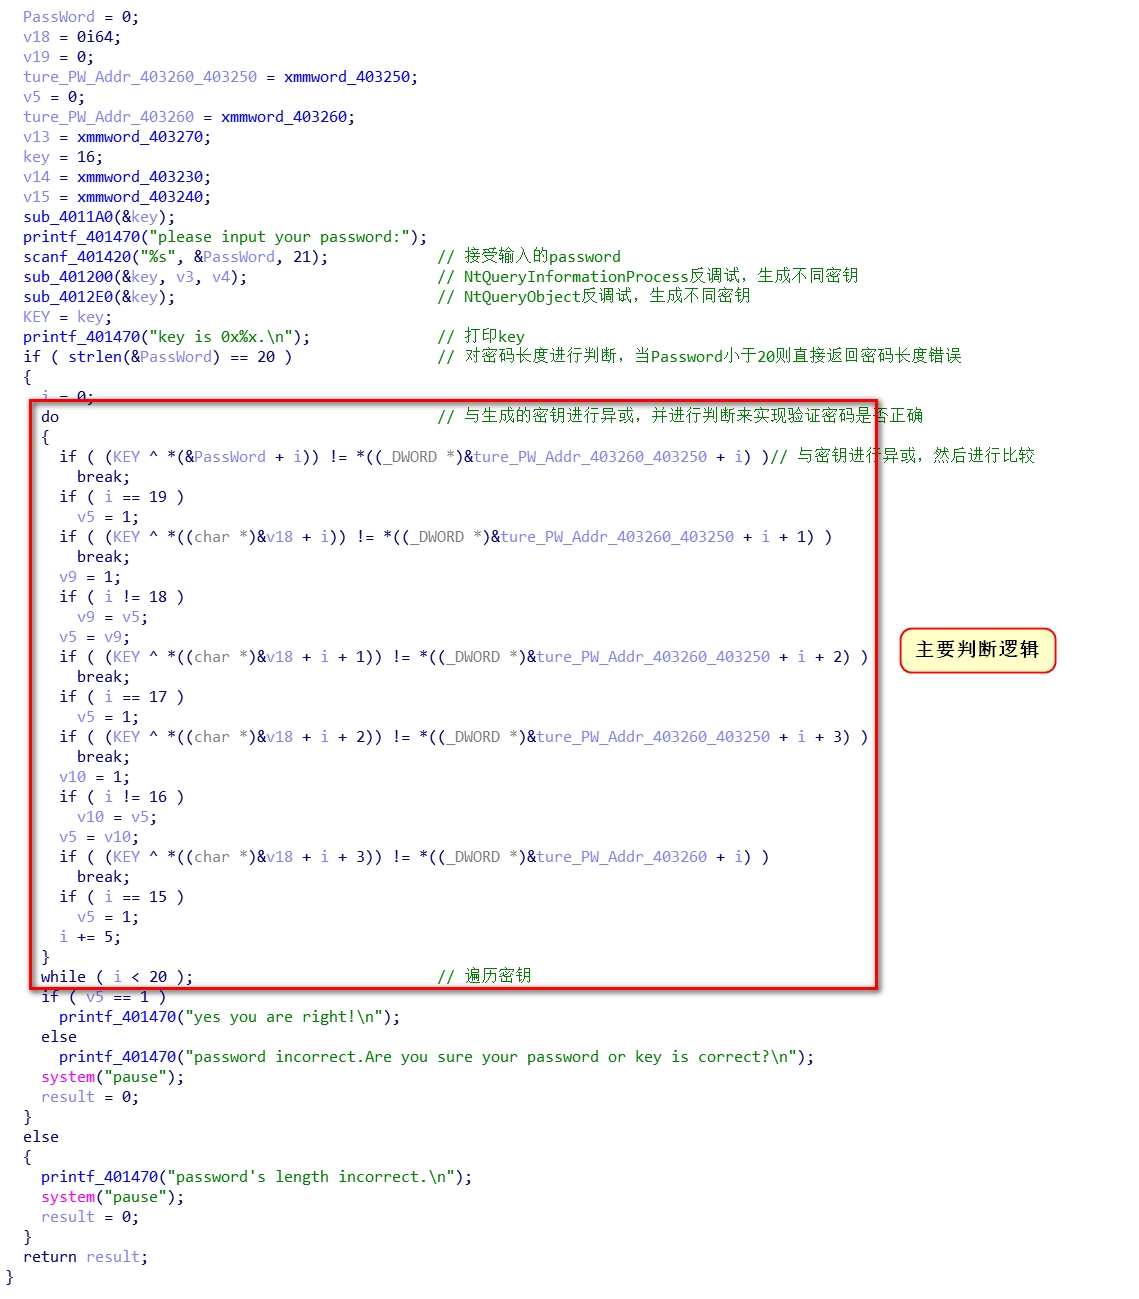 PassWord = 0;
v18 = 0i64;
v19 = 0;
ture_PW_Addr_403260_403250 = xmmword_403250;
v5 = 0;
ture_PW_Addr_403260 = xmmword_403260;
v13 = xmmword_403270;
key = 16;
v14 = xmmword_403230;
v15 = xmmword_403240;
sub_4011A0(&key);
printf_401470("please input your password:");
scanf_401420("%s", &PassWord, 21); // 接受输入的password
sub_401200(&key, v3, v4); // NtQueryInformationProcess反调试，生成不同密钥
sub_4012E0(&key); // NtQueryObject反调试，生成不同密钥
KEY = key;
printf_401470("key is 0x%x.\n"); // 打印key
if ( strlen(&PassWord) == 20 ) // 对密码长度进行判断，当Password小于20则直接返回密码长度错误
{
i = 0;
do // 与生成的密钥进行异或，并进行判断来实现验证密码是否正确
{
if ( (KEY ^ *(&PassWord + i)) != *((_DWORD *)&ture_PW_Addr_403260_403250 + i) )// 与密钥进行异或，然后进行比较
break;
if ( i == 19 )
v5 = 1;
if ( (KEY ^ *((char *)&v18 + i)) != *((_DWORD *)&ture_PW_Addr_403260_403250 + i + 1) )
break;
v9 = 1;
if ( i != 18 )
v9 = v5;
v5 = v9;
if ( (KEY ^ *((char *)&v18 + i + 1)) != *((_DWORD *)&ture_PW_Addr_403260_403250 + i + 2) )
break;
if ( i == 17 )
v5 = 1;
if ( (KEY ^ *((char *)&v18 + i + 2)) != *((_DWORD *)&ture_PW_Addr_403260_403250 + i + 3) )
break;
v10 = 1;
if ( i != 16 )
v10 = v5;
v5 = v10;
if ( (KEY ^ *((char *)&v18 + i + 3)) != *((_DWORD *)&ture_PW_Addr_403260 + i) )
break;
if ( i == 15 )
v5 = 1;
i += 5;
}
while ( i < 20 ); // 遍历密钥
if ( v5 == 1 )
printf_401470("yes you are right!\n");
else
printf_401470("password incorrect.Are you sure your password or key is correct?\n");
system("pause");
result = 0;
}
else
{
printf_401470("password's length incorrect.\n");
system("pause");
result = 0;
}
return result;
}
主要判断逻辑